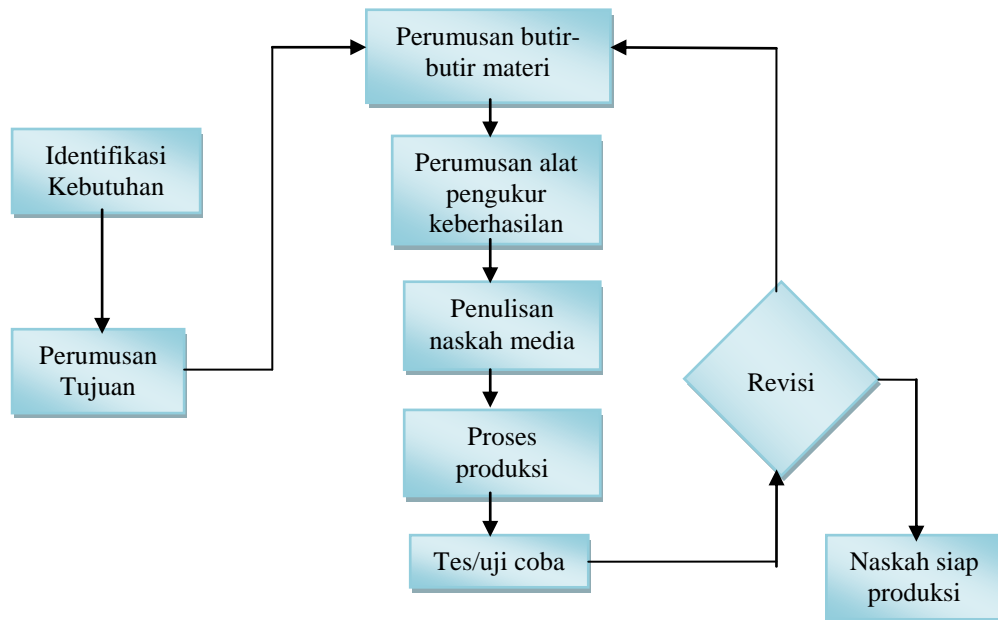 Identifikasi
Kebutuhan
Perumusan
Tujuan
Perumusan butir-
butir materi
Perumusan alat
pengukur
keberhasilan
Penulisan
naskah media
Proses
produksi
Tes/uji coba
Revisi
Naskah siap
produksi